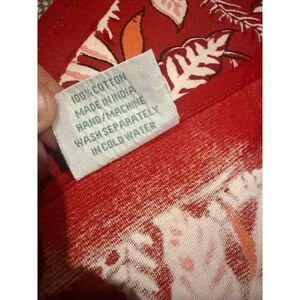 100% COTTON
MADE IN INDIA
HAND/MACHINE
WASH SEPARATELY
IN COLD WATER